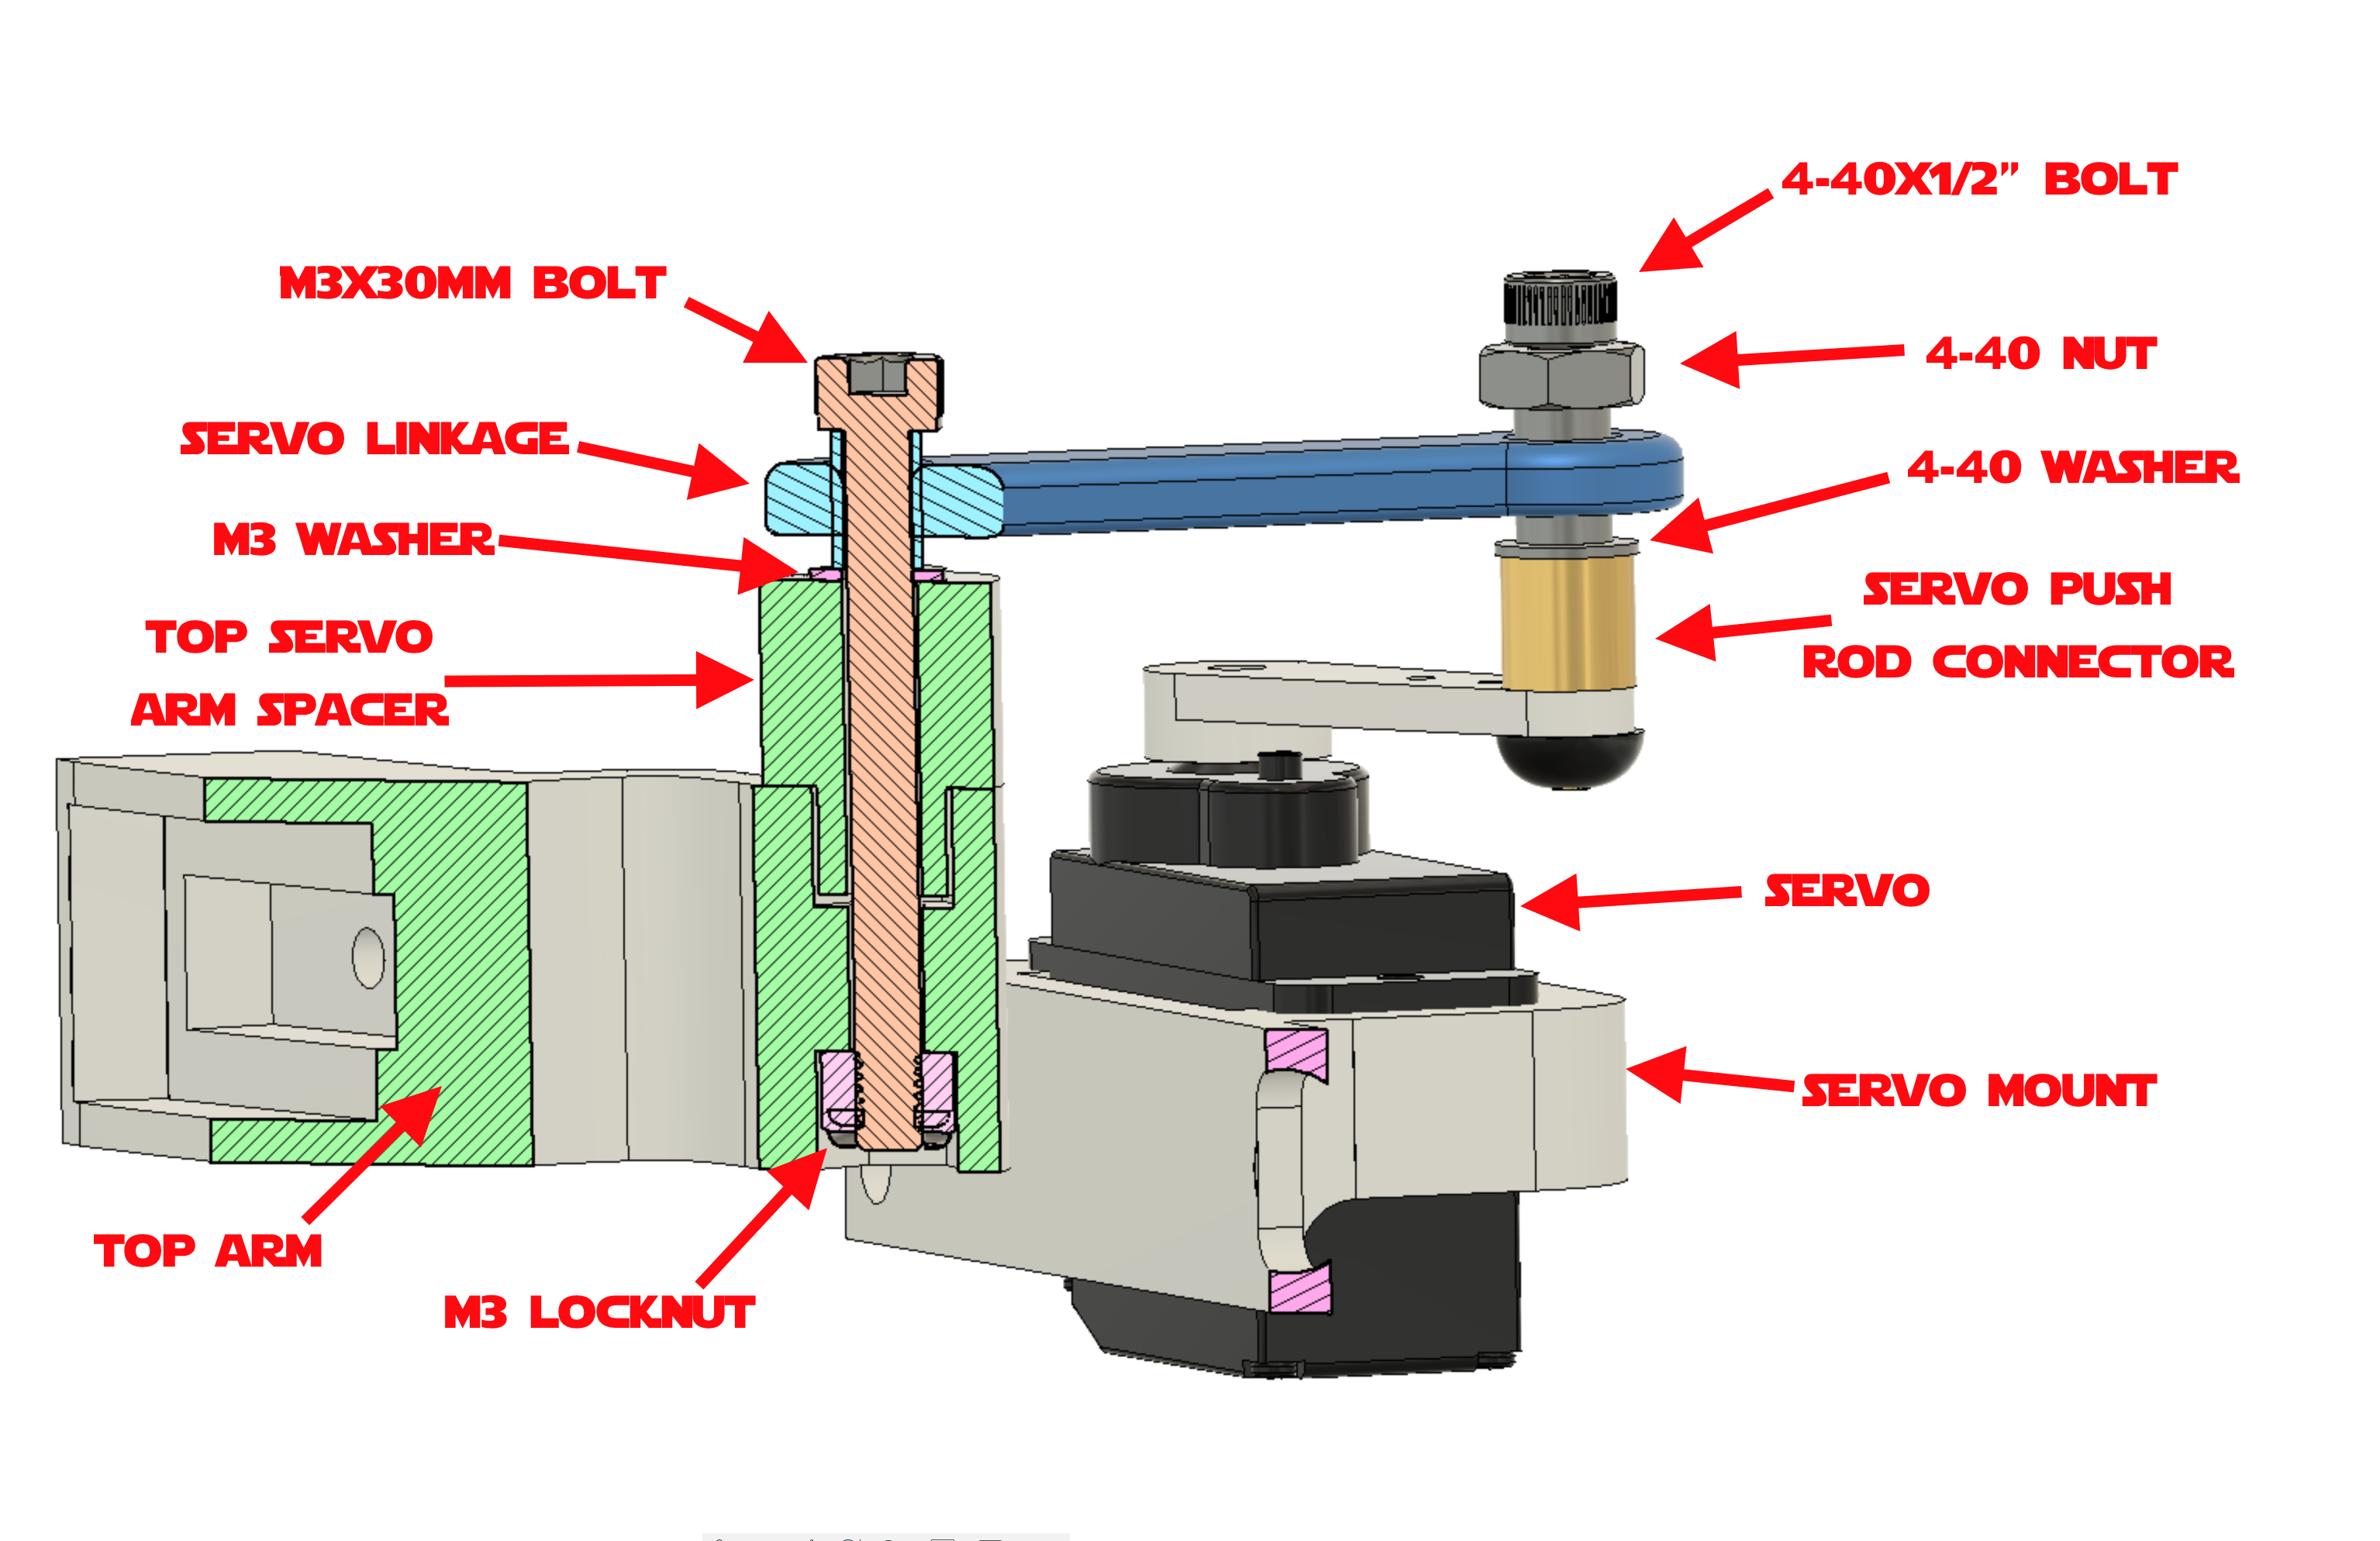 4-40X1/2" BOLT
M3X30MM BOLT
4-40 NUT
SERVO LINKAGE
4-40 WASHER
M3 WASHER
SERVO PUSH
ROD CONNECTOR
TOP SERVO
ARM SPACER
SERVO
SERVO MOUNT
TOP ARM
M3 LOCKNUT